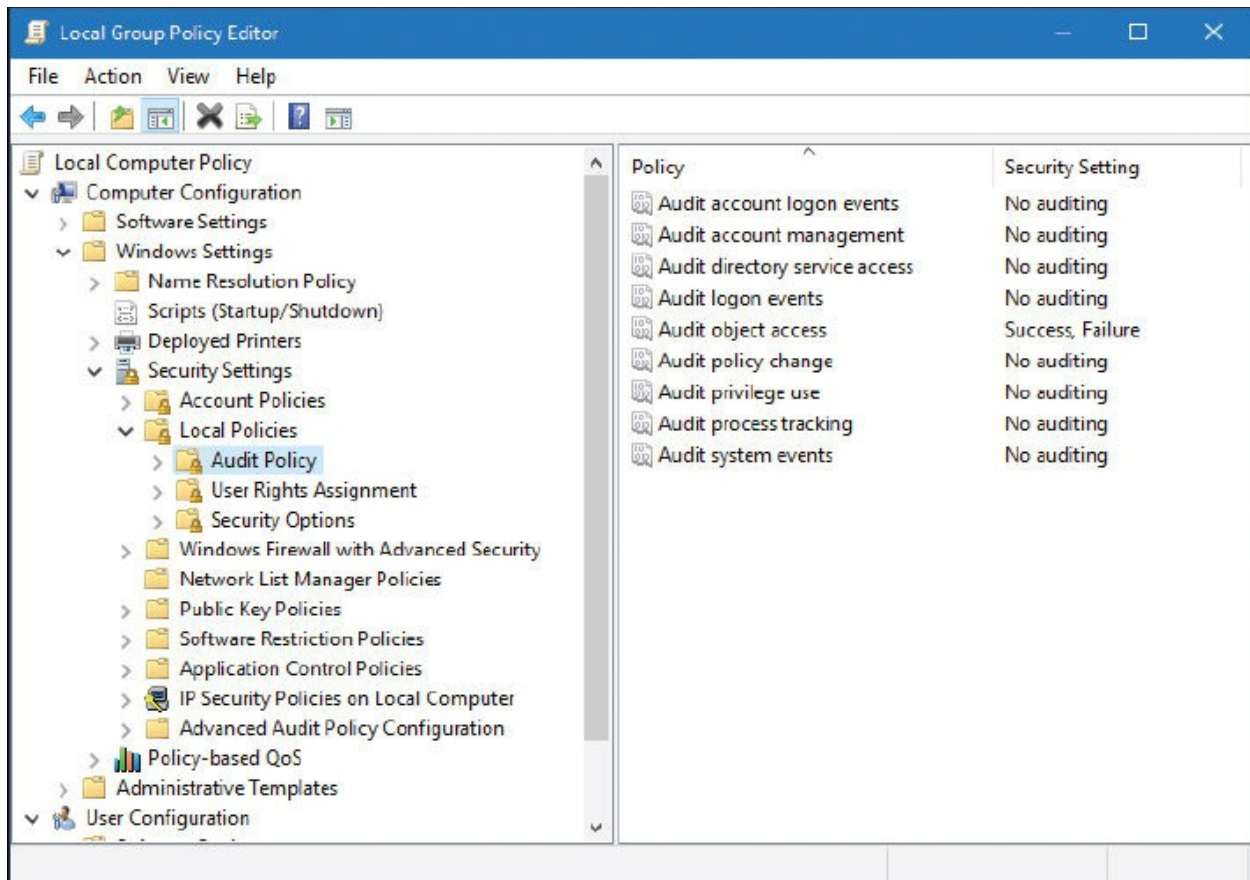 Local Group Policy Editor
File Action View Help
Local Computer Policy
Computer Configuration
Software Settings
Windows Settings
Name Resolution Policy
Scripts (Startup/Shutdown)
Deployed Printers
Security Settings
Account Policies
Local Policies
Audit Policy
User Rights Assignment
Security Options
Windows Firewall with Advanced Security
Network List Manager Policies
Public Key Policies
Software Restriction Policies
Application Control Policies
IP Security Policies on Local Computer
Advanced Audit Policy Configuration
Policy-based QoS
Administrative Templates
User Configuration
Policy Security Setting
Audit account logon events No auditing
Audit account management No auditing
Audit directory service access No auditing
Audit logon events No auditing
Audit object access Success, Failure
Audit policy change No auditing
Audit privilege use No auditing
Audit process tracking No auditing
Audit system events No auditing